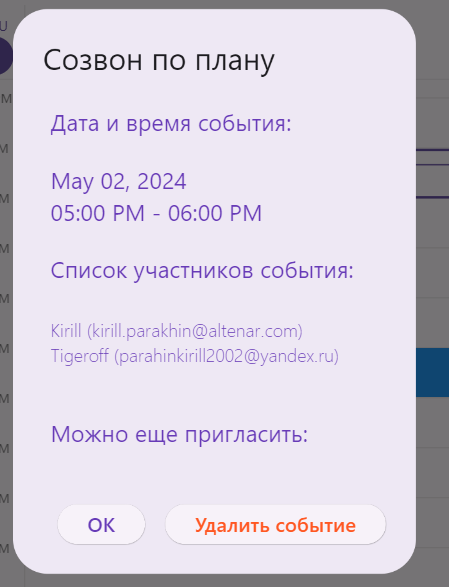 U
Созвон по плану
M
Дата и время события:
M
May 02, 2024
M
05:00 PM - 06:00 PM
M
Список участников события:
M
Kirill (kirill.parakhin@altenar.com)
M
Tigeroff (parahinkirill2002@yandex.ru)
M
Можно еще пригласить:
M
M
OK
Удалить событие
M